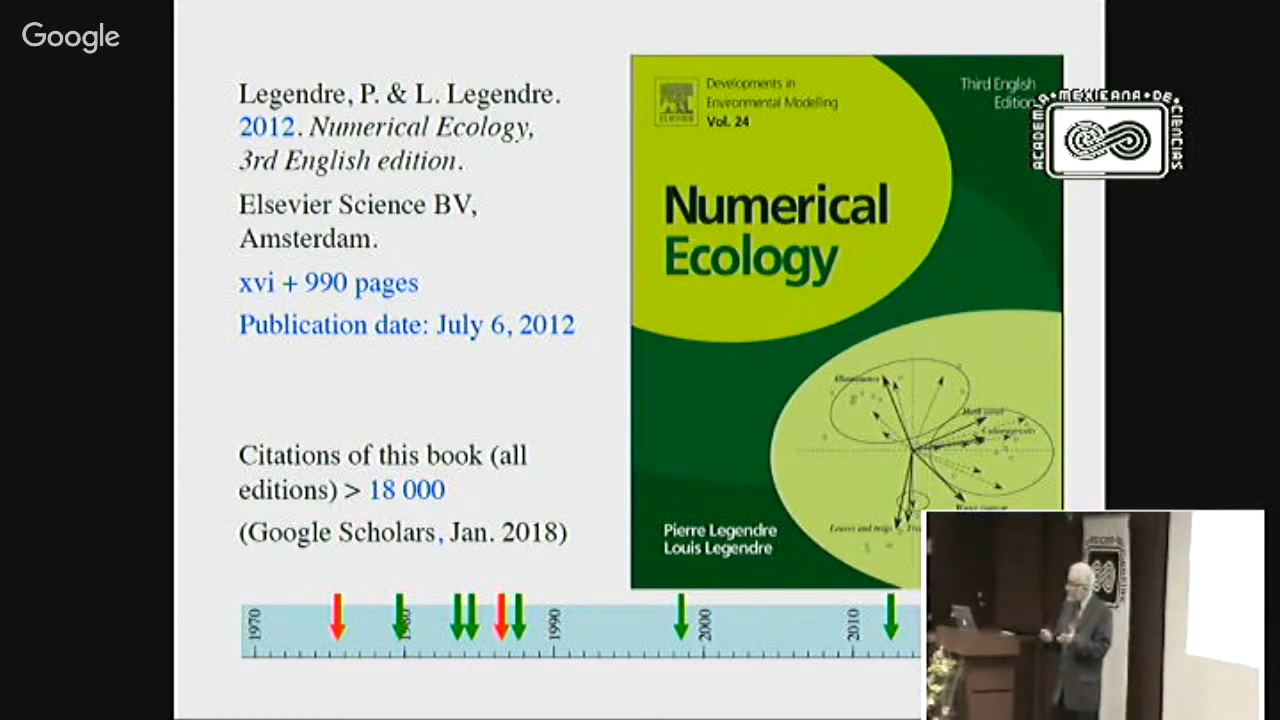 Google
Legendre, P. & L. Legendre.
2012. Numerical Ecology,
3rd English edition.
Elsevier Science BV,
Amsterdam.
xvi + 990 pages
Publication date: July 6, 2012
Citations of this book (all
editions) > 18 000
(Google Scholars, Jan. 2018)
ELSEVIER
Developments in
Environmental Modelling
Vol. 24
Third English
Edition
Numerical
Ecology
Pierre Legendre
Louis Legendre
ACADEMIA MEXICANA DE CIENCIAS
1970
1980
1990
2000
2010